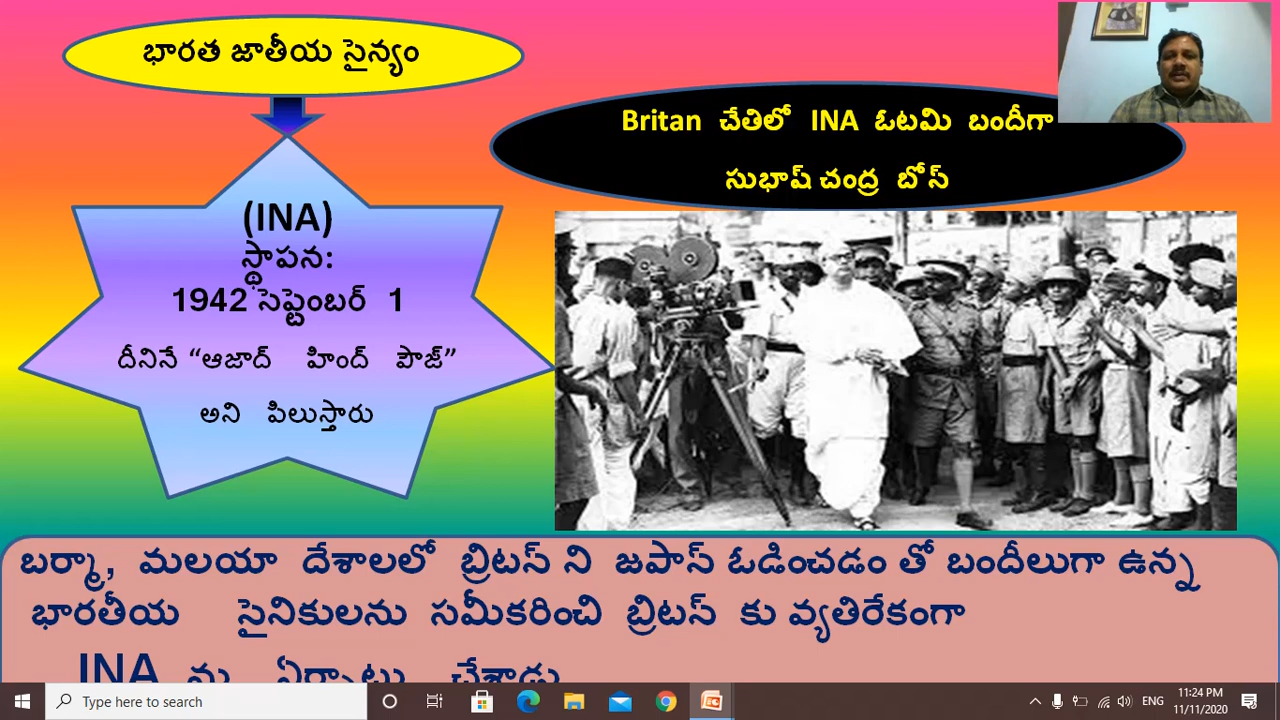 భారత జాతీయ సైన్యం
Britan చేతిలో INA ఓటమి బందీగా
సుభాష్ చంద్ర బోస్
(INA)
స్థాపన:
1942 సెప్టెంబర్ 1
దీనినే “ఆజాద్ హింద్ పౌజ్”
అని పిలుస్తారు
బర్మా, మలయా దేశాలలో బ్రిటన్ ని జపాన్ ఓడించడం తో బందీలుగా ఉన్న
భారతీయ సైనికులను సమీకరించి బ్రిటన్ కు వ్యతిరేకంగా
INA ను ఏర్పాటు చేశాడు
Type here to search
ENG
11:24 PM
11/11/2020